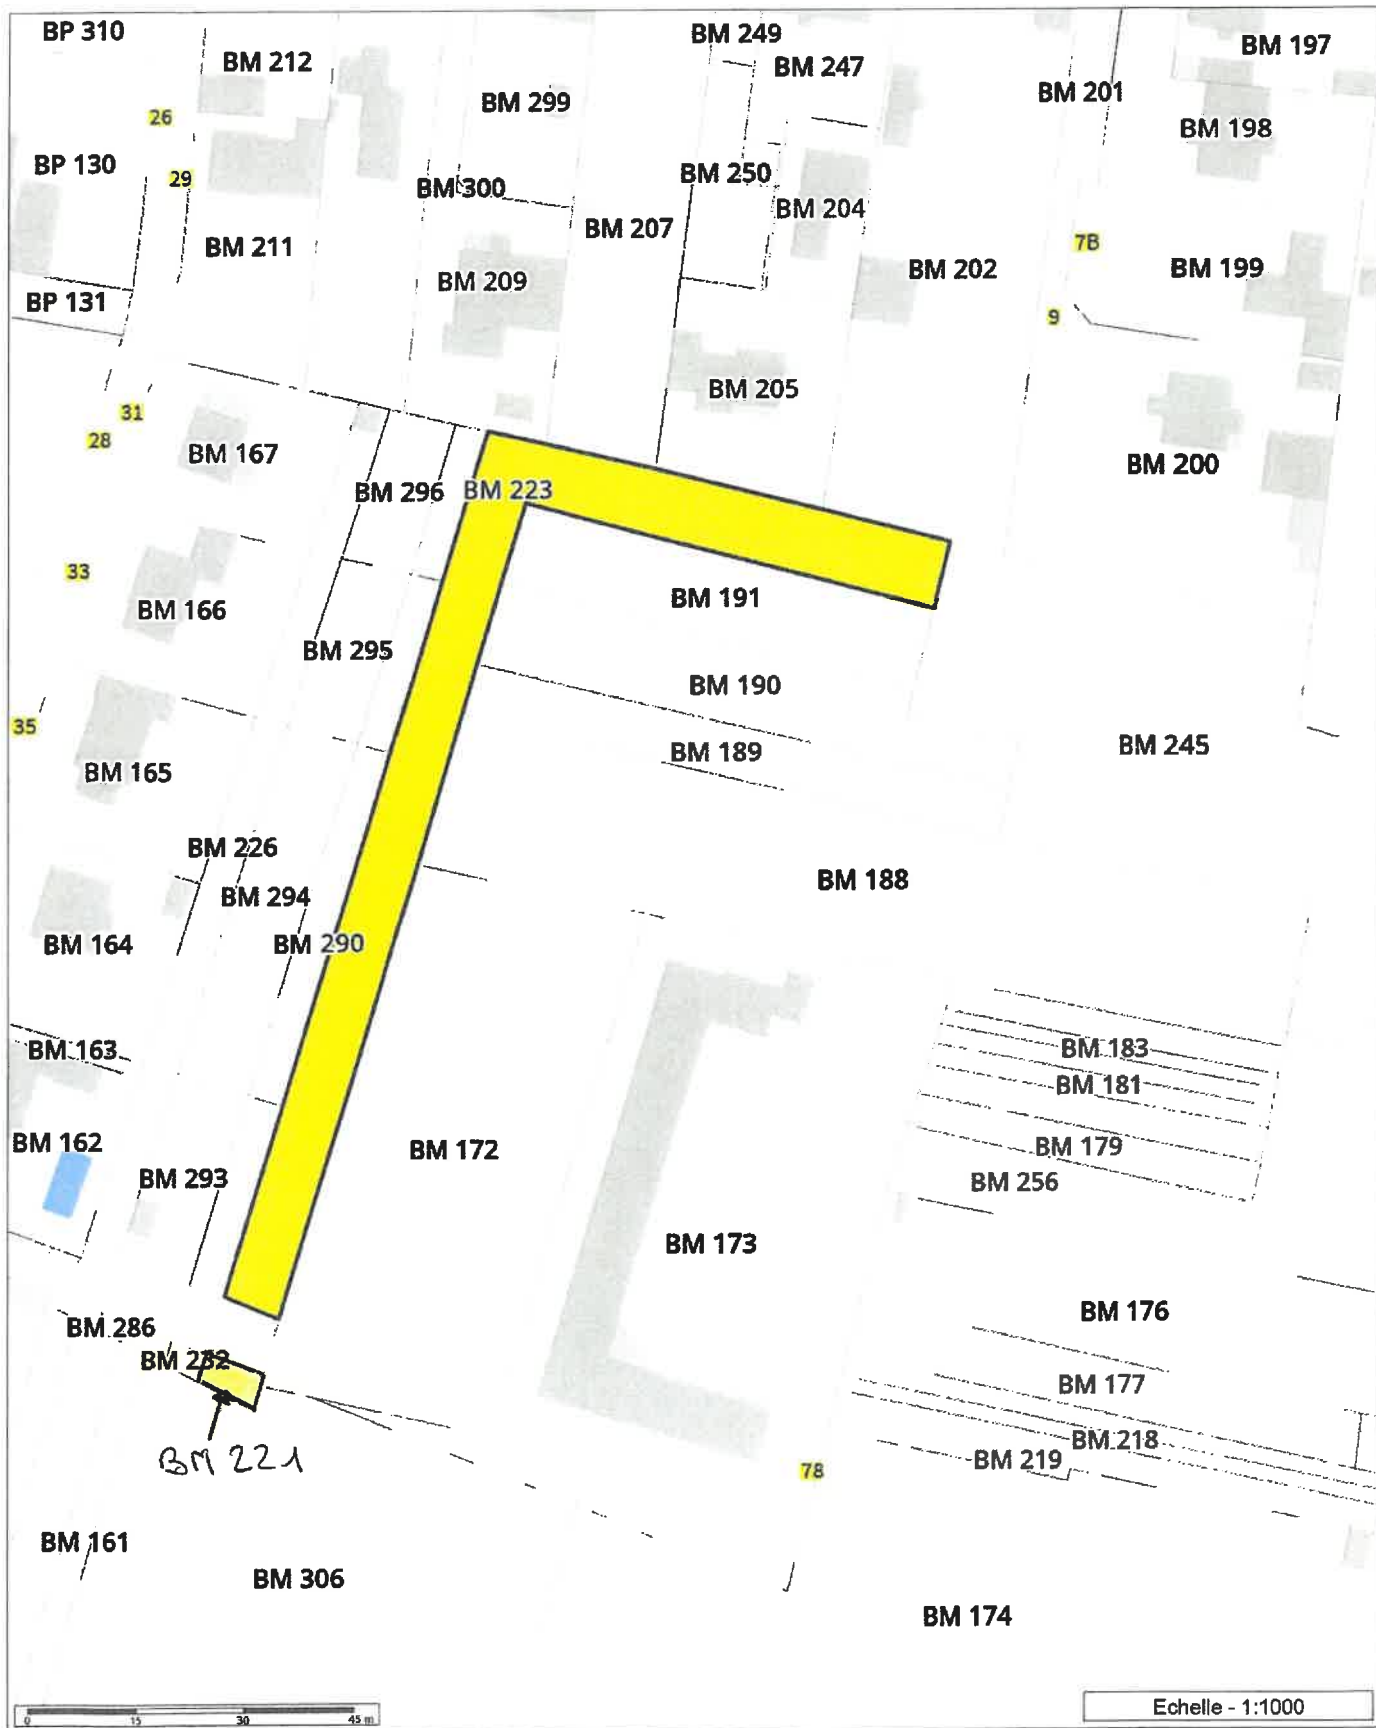 BP 310
BM 212
BM 249
BM 247
BM 197
BM 299
BM 201
26
BM 198
BP 130
29
BM 300
BM 250
BM 204
BM 211
BM 207
7B
BM 209
BM 202
BM 199
BP 131
9
BM 205
31
28
BM 167
BM 296
BM 223
BM 200
33
BM 166
BM 191
BM 295
BM 190
35
BM 189
BM 245
BM 165
BM 226
BM 294
BM 188
BM 164
BM 290
BM 163
BM 183
BM 181
BM 162
BM 172
BM 179
BM 293
BM 256
BM 173
BM 286
BM 176
BM 232
BM 177
BM 221
BM 218
BM 219
78
BM 161
BM 306
BM 174
0 15 30 45 m
Echelle - 1:1000